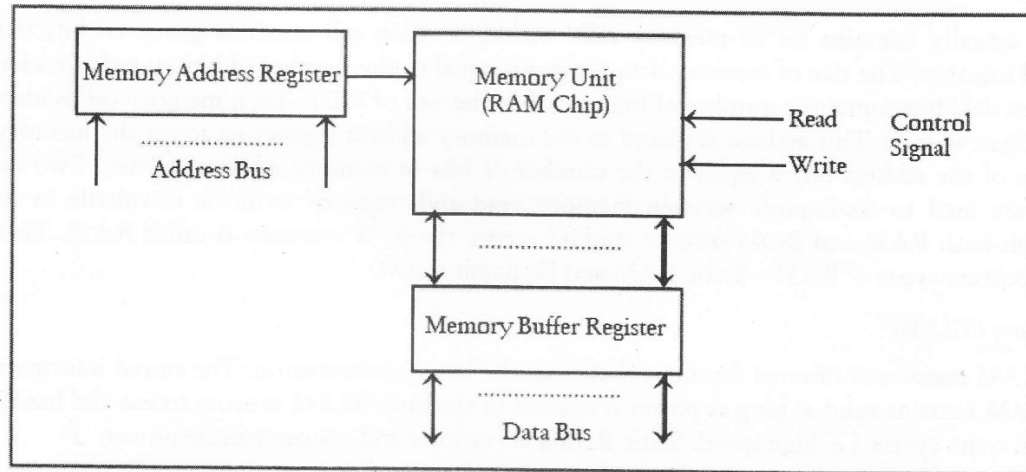 Memory Address Register
Address Bus
Memory Unit
(RAM Chip)
Read
Write
Control
Signal
Memory Buffer Register
Data Bus